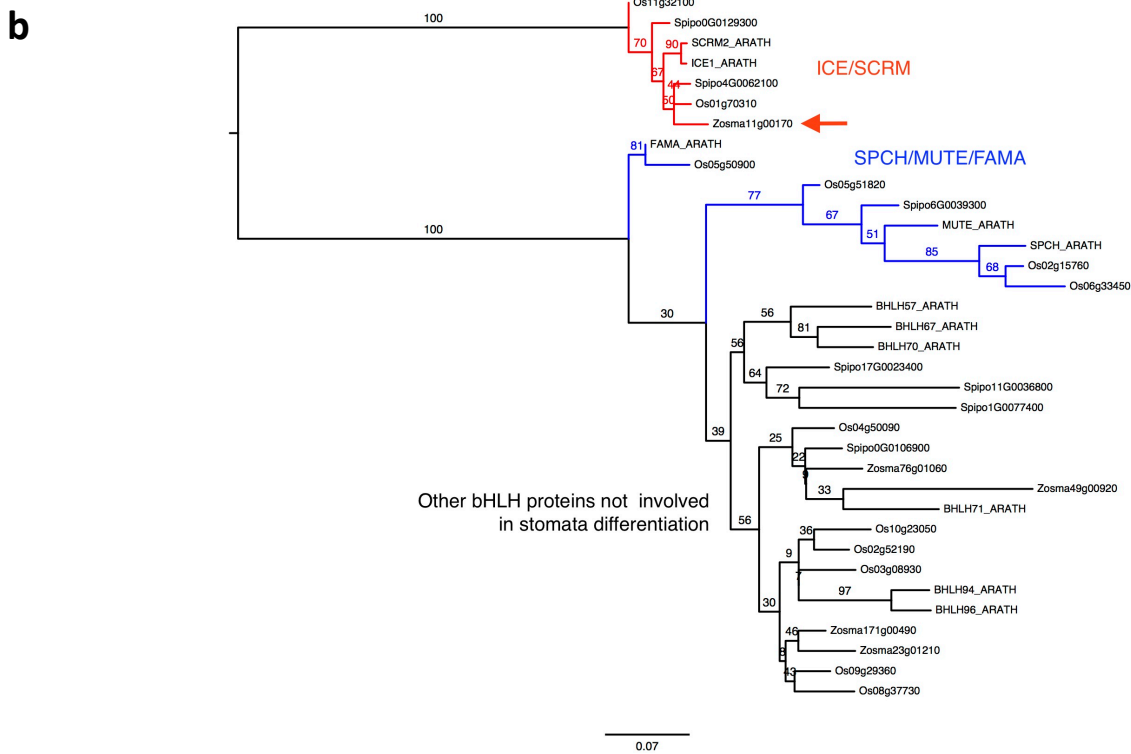 b
Os11g32100
100
Spipo0G0129300
70
90
SCRM2_ARATH
ICE1_ARATH
ICE/SCRM
67
44
Spipo4G0062100
50
Os01g70310
Zosma11g00170
81
FAMA_ARATH
SPCH/MUTE/FAMA
Os05g50900
Os05g51820
77
67
Spipo6G0039300
MUTE_ARATH
51
100
85
SPCH_ARATH
68
Os02g15760
Os06g33450
30
56
BHLH57_ARATH
81
BHLH67_ARATH
56
BHLH70_ARATH
64
Spipo17G0023400
72
Spipo11G0036800
Spipo1G0077400
39
25
Os04g50090
22
Spipo0G0106900
Zosma76g01060
9
33
Zosma49g00920
BHLH71_ARATH
Other bHLH proteins not involved
in stomata differentiation
56
36
Os10g23050
9
Os02g52190
7
Os03g08930
97
BHLH94_ARATH
30
BHLH96_ARATH
46
Zosma171g00490
8
Zosma23g01210
43
Os09g29360
Os08g37730
0.07